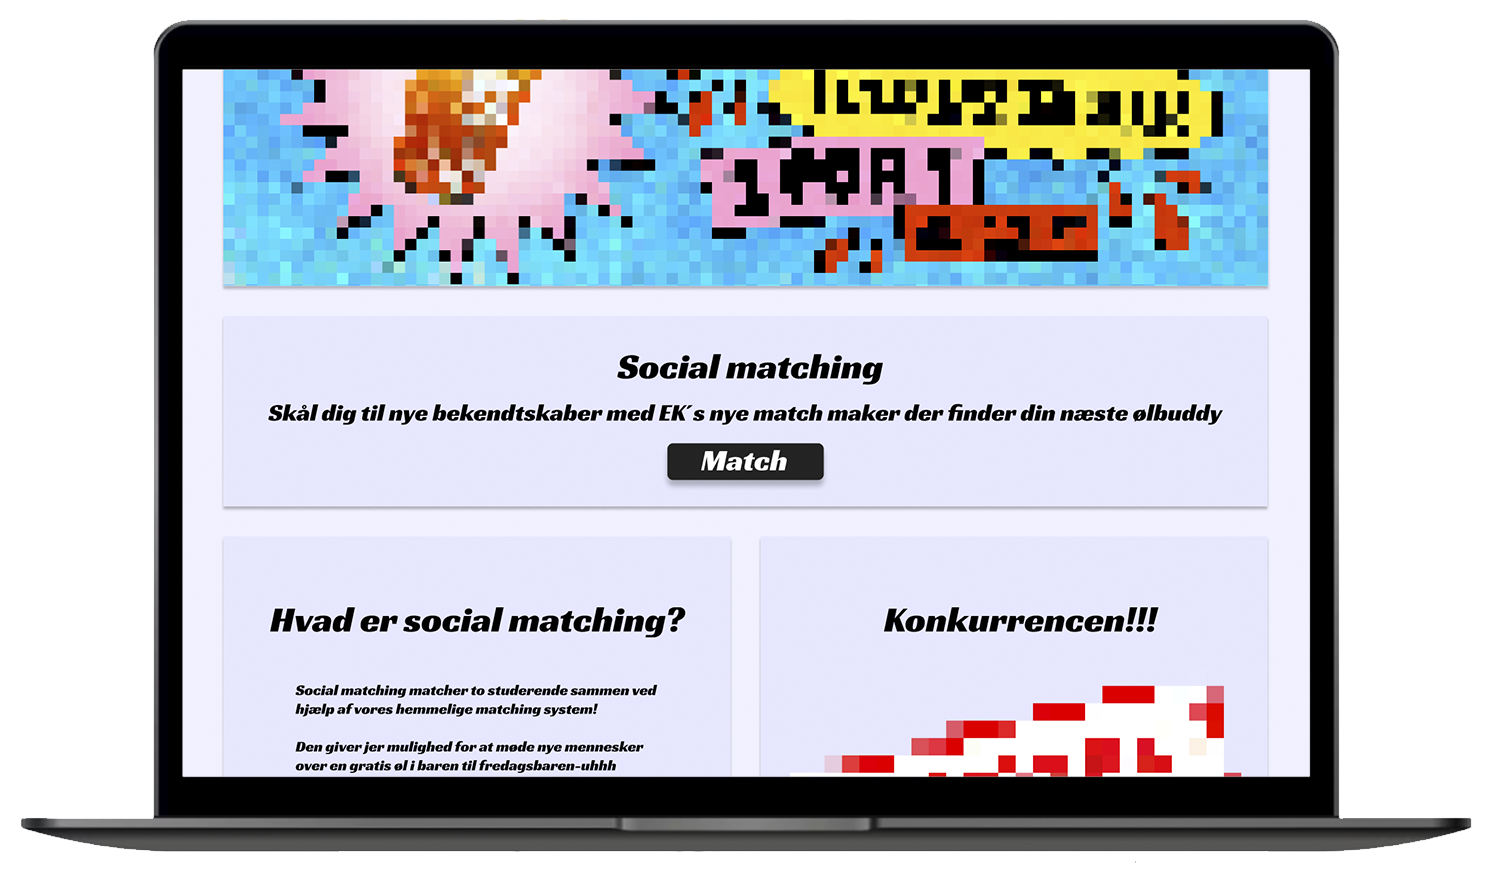 Social matching
Skål dig til nye bekendtskaber med EK´s nye match maker der finder din næste ølbuddy
Match
Hvad er social matching?
Konkurrencen!!!
Social matching matcher to studerende sammen ved
hjælp af vores hemmelige matching system!
Den giver jer mulighed for at møde nye mennesker
over en gratis øl i baren til fredagsbaren-uhhh